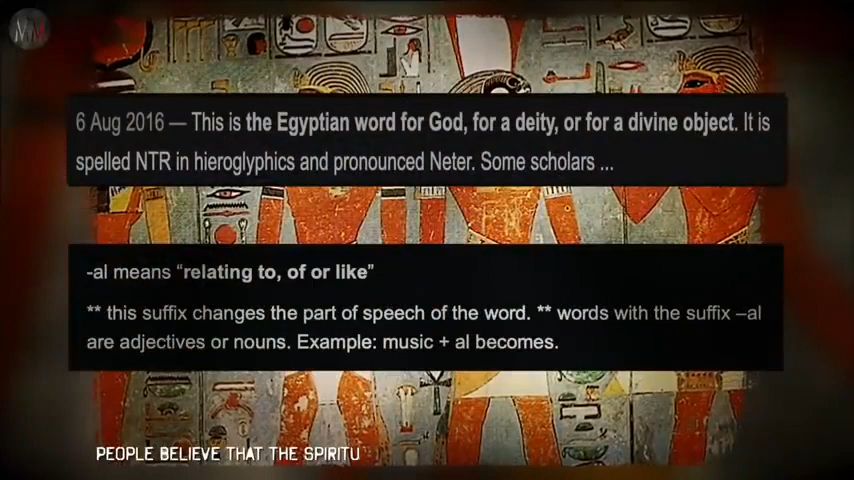 6 Aug 2016 — This is the Egyptian word for God, for a deity, or for a divine object. It is
spelled NTR in hieroglyphics and pronounced Neter. Some scholars ...
-al means “relating to, of or like”
** this suffix changes the part of speech of the word. ** words with the suffix –al
are adjectives or nouns. Example: music + al becomes.
PEOPLE BELIEVE THAT THE SPIRITU